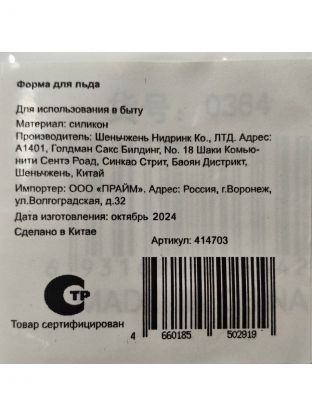 Форма для льда
Для использования в быту
Материал: силикон
Производитель: Шеньчжень Нидринк Ко., ЛТД. Адрес:
А1401, Голдман Сакс Билдинг, No. 18 Шаки Комью-
нити Сентэ Роад, Синкао Стрит, Баоян Дистрикт,
Шеньчжень, Китай
Импортер: ООО «ПРАЙМ». Адрес: Россия, г.Воронеж,
ул.Волгоградская, д.32
Дата изготовления: октябрь 2024
Сделано в Китае
Артикул: 414703
ТР
Товар сертифицирован
4 660185 502919
0384